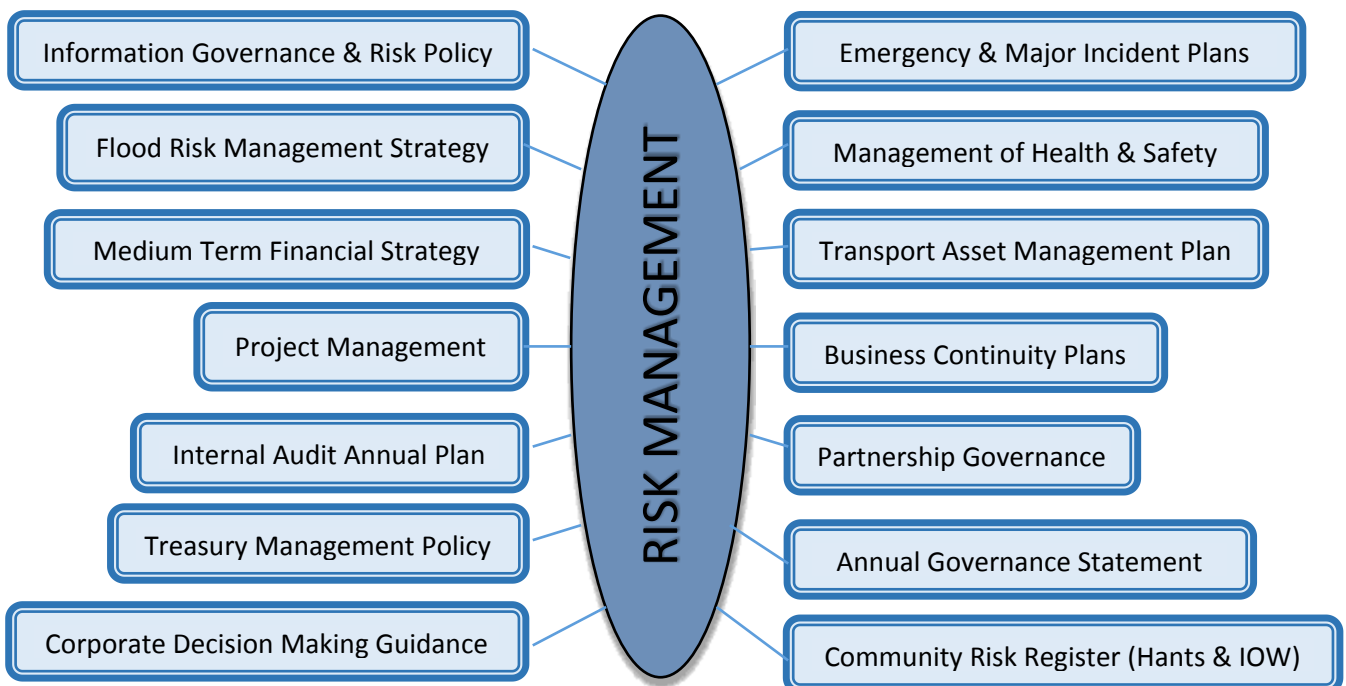 Information Governance & Risk Policy
Flood Risk Management Strategy
Medium Term Financial Strategy
Project Management
Internal Audit Annual Plan
Treasury Management Policy
Corporate Decision Making Guidance
RISK MANAGEMENT
Emergency & Major Incident Plans
Management of Health & Safety
Transport Asset Management Plan
Business Continuity Plans
Partnership Governance
Annual Governance Statement
Community Risk Register (Hants & IOW)